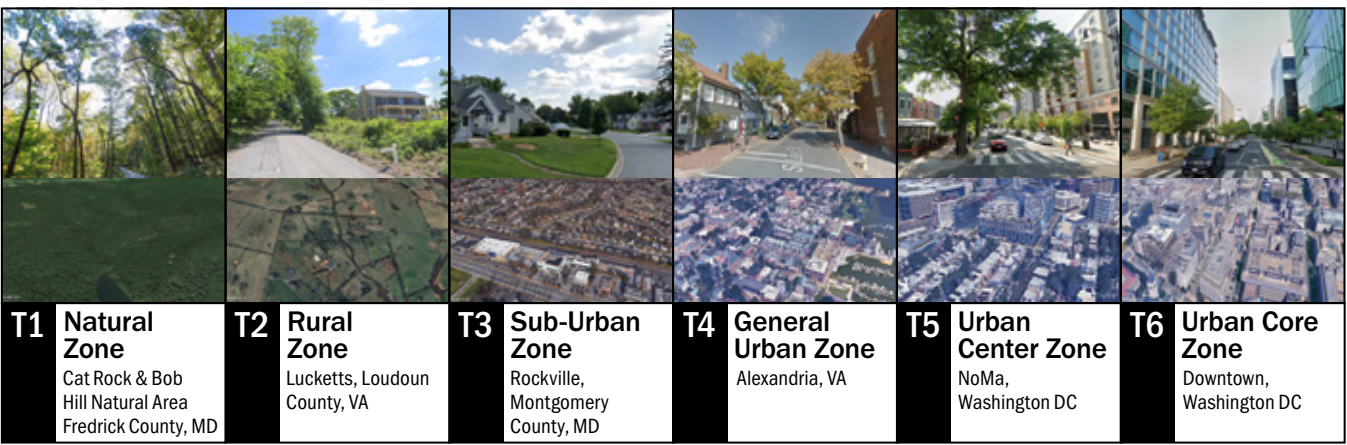 T1
Natural
Zone
Cat Rock & Bob
Hill Natural Area
Fredrick County, MD
T2
Rural
Zone
Lucketts, Loudoun
County, VA
T3
Sub-Urban
Zone
Rockville,
Montgomery
County, MD
T4
General
Urban Zone
Alexandria, VA
T5
Urban
Center Zone
NoMa,
Washington DC
T6
Urban Core
Zone
Downtown,
Washington DC